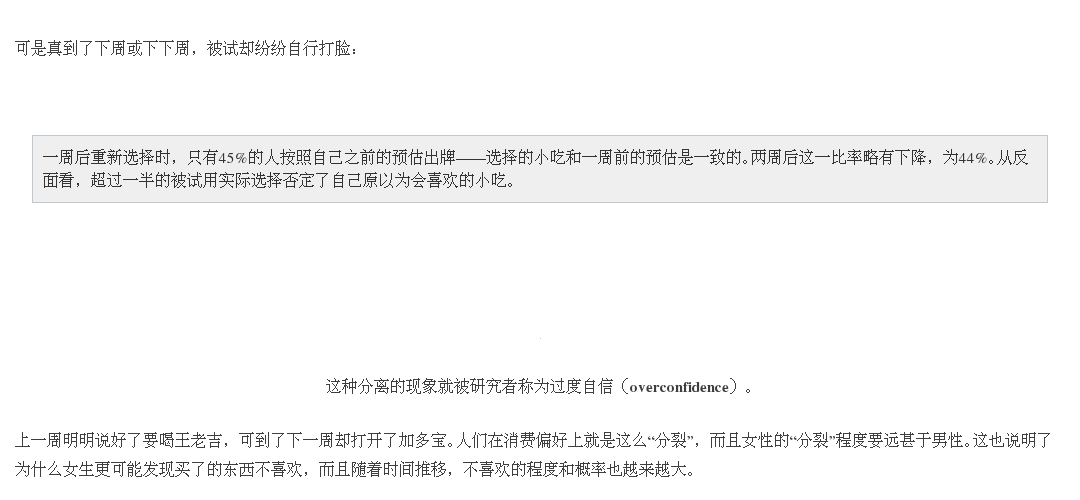 可是真到了下周或下下周，被试却纷纷自行打脸：
一周后重新选择时，只有45%的人按照自己之前的预估出牌——选择的小吃和一周前的预估是一致的。两周后这一比率略有下降，为44%。从反
面看，超过一半的被试用实际选择否定了自己原以为会喜欢的小吃。
这种分离的现象就被研究者称为过度自信（overconfidence）。
上一周明明说好了要喝王老吉，可到了下一周却打开了加多宝。人们在消费偏好上就是这么“分裂”，而且女性的“分裂”程度要远甚于男性。这也说明了
为什么女生更可能发现买了的东西不喜欢，而且随着时间推移，不喜欢的程度和概率也越来越大。